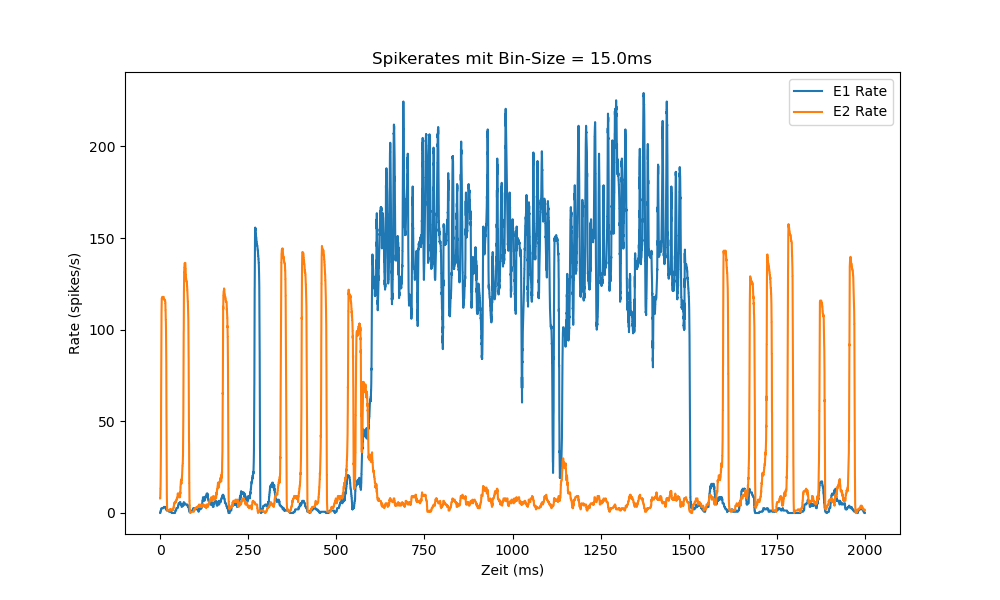 Spikerates mit Bin-Size = 15.0ms
E1 Rate
E2 Rate
200
150
100
50
0
Rate (spikes/s)
0 250 500 750 1000 1250 1500 1750 2000
Zeit (ms)